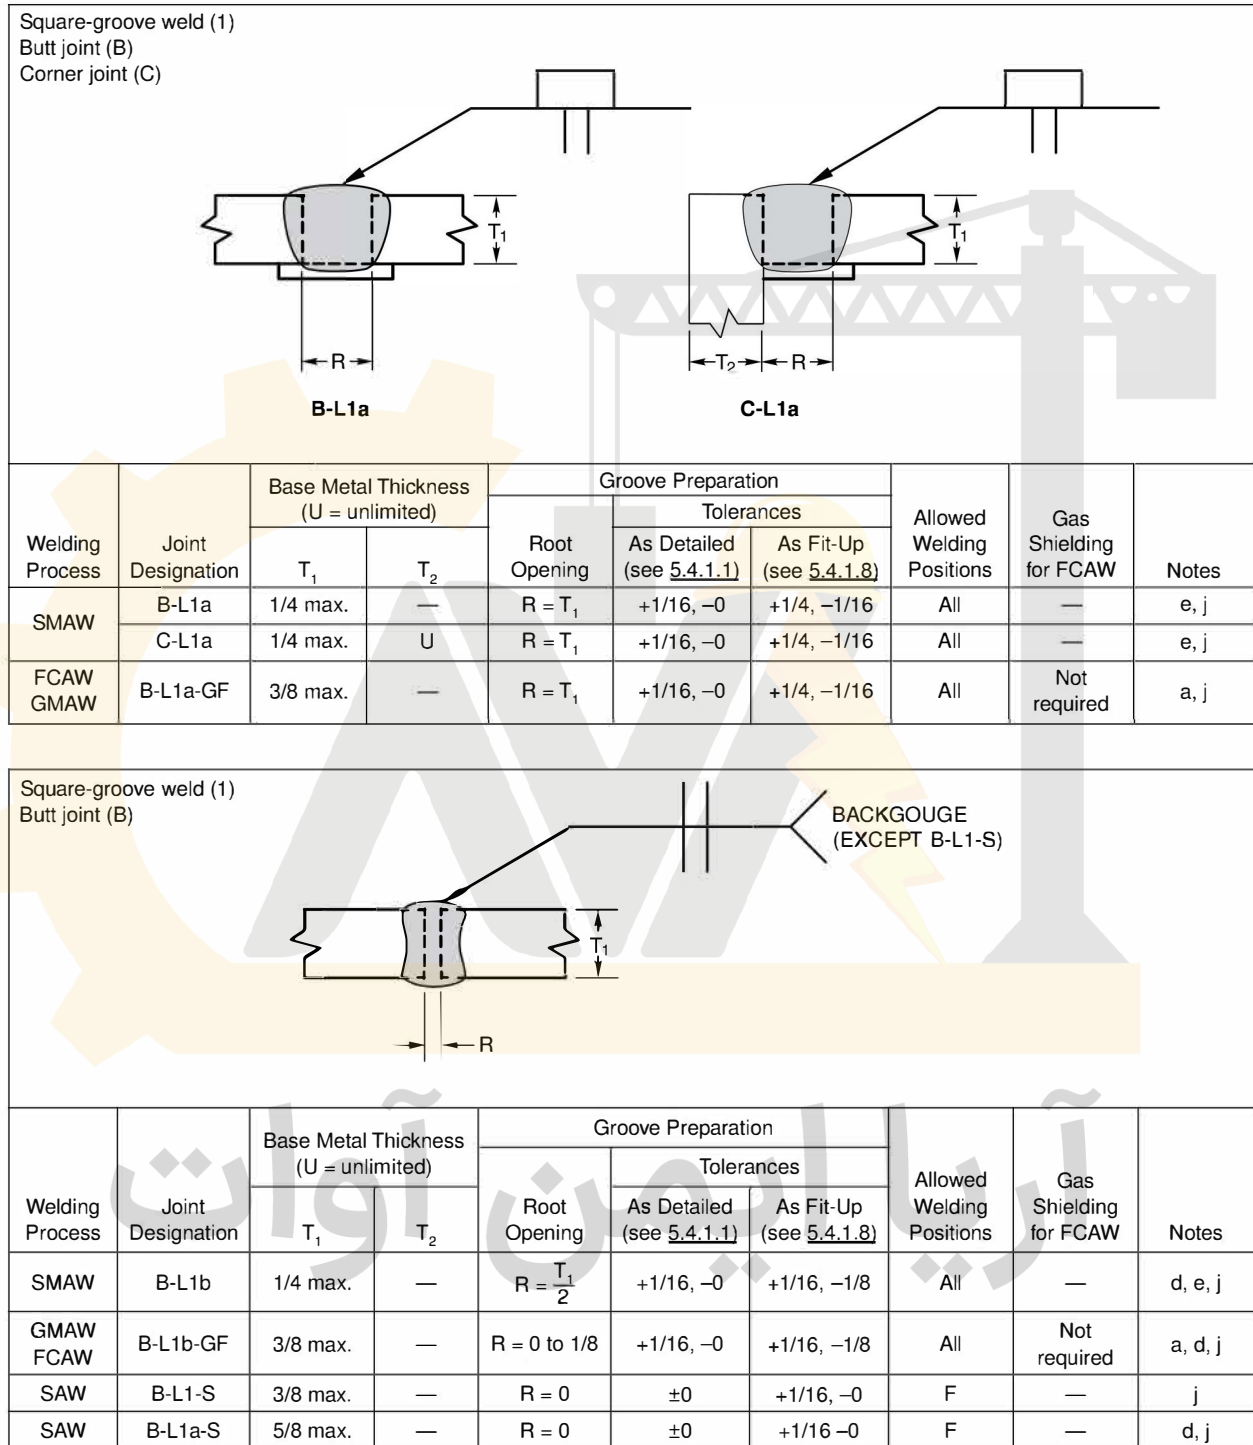 Square-groove weld (1)
Butt joint (B)
Corner joint (C)
T1
T1
R
T2
R
B-L1a
C-L1a
Welding Process | Joint Designation | Base Metal Thickness (U = unlimited) | Groove Preparation | Allowed Welding Positions | Gas Shielding for FCAW | Notes
T1 | T2 | Root Opening | Tolerances
As Detailed (see 5.4.1.1) | As Fit-Up (see 5.4.1.8)
SMAW | B-L1a | 1/4 max. | — | R = T1 | +1/16, –0 | +1/4, –1/16 | All | — | e, j
C-L1a | 1/4 max. | U | R = T1 | +1/16, –0 | +1/4, –1/16 | All | — | e, j
FCAW GMAW | B-L1a-GF | 3/8 max. | — | R = T1 | +1/16, –0 | +1/4, –1/16 | All | Not required | a, j
Square-groove weld (1)
Butt joint (B)
BACKGOUGE
(EXCEPT B-L1-S)
T1
R
آریا ایمن آوات
Welding Process | Joint Designation | Base Metal Thickness (U = unlimited) | Groove Preparation | Allowed Welding Positions | Gas Shielding for FCAW | Notes
T1 | T2 | Root Opening | Tolerances
As Detailed (see 5.4.1.1) | As Fit-Up (see 5.4.1.8)
SMAW | B-L1b | 1/4 max. | — | R = T1/2 | +1/16, –0 | +1/16, –1/8 | All | — | d, e, j
GMAW FCAW | B-L1b-GF | 3/8 max. | — | R = 0 to 1/8 | +1/16, –0 | +1/16, –1/8 | All | Not required | a, d, j
SAW | B-L1-S | 3/8 max. | — | R = 0 | ±0 | +1/16, –0 | F | — | j
SAW | B-L1a-S | 5/8 max. | — | R = 0 | ±0 | +1/16 –0 | F | — | d, j